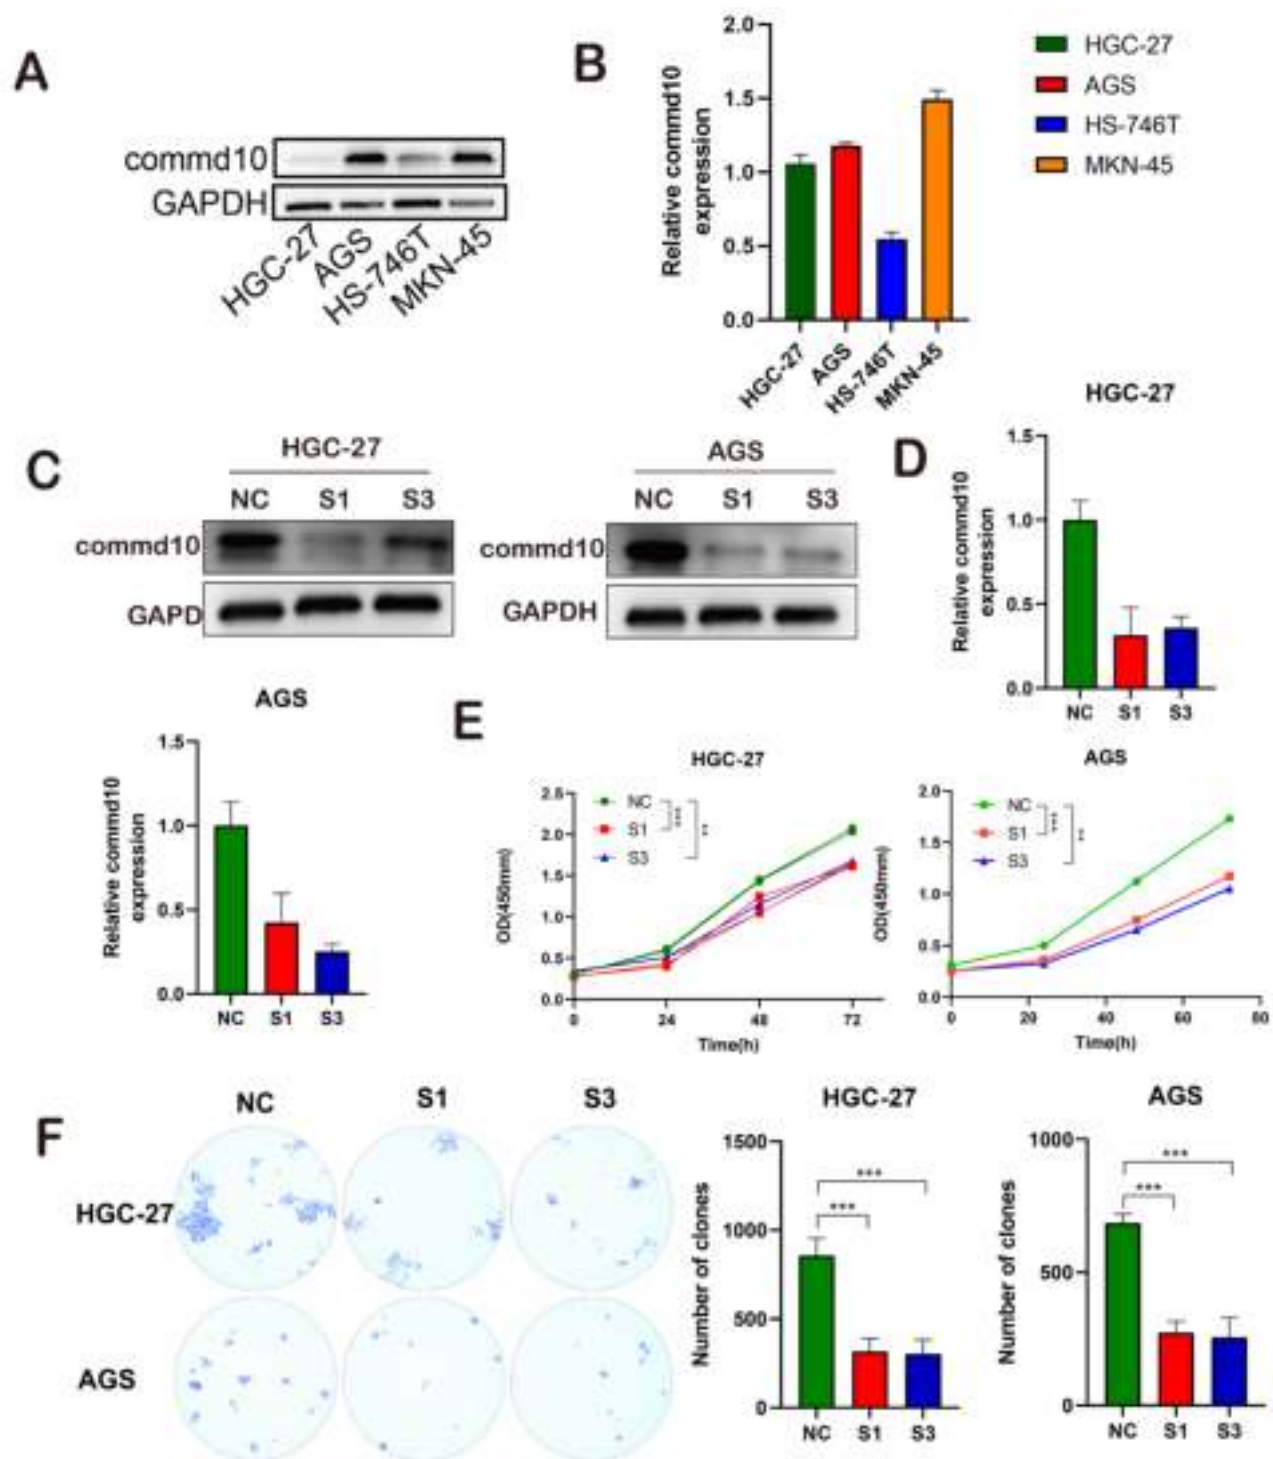 A
commd10
GAPDH
HGC-27
AGS
HS-746T
MKN-45
B
Relative commd10
expression
2.0
1.5
1.0
0.5
0.0
HGC-27
AGS
HS-746T
MKN-45
HGC-27
AGS
HS-746T
MKN-45
C
HGC-27
NC S1 S3
commd10
GAPD
AGS
NC S1 S3
commd10
GAPDH
D
HGC-27
Relative commd10
expression
1.5
1.0
0.5
0.0
NC S1 S3
AGS
Relative commd10
expression
1.5
1.0
0.5
0.0
NC S1 S3
E
HGC-27
OD(450mm)
2.5
2.0
1.5
1.0
0.5
0.0
NC
S1
S3
***
**
0 24 48 72
Time(h)
AGS
OD(450mm)
2.0
1.5
1.0
0.5
0.0
NC
S1
S3
***
**
0 20 40 60 80
Time(h)
F
NC S1 S3
HGC-27
AGS
HGC-27
Number of clones
1500
1000
500
0
***
***
NC S1 S3
AGS
Number of clones
1000
500
0
***
***
NC S1 S3